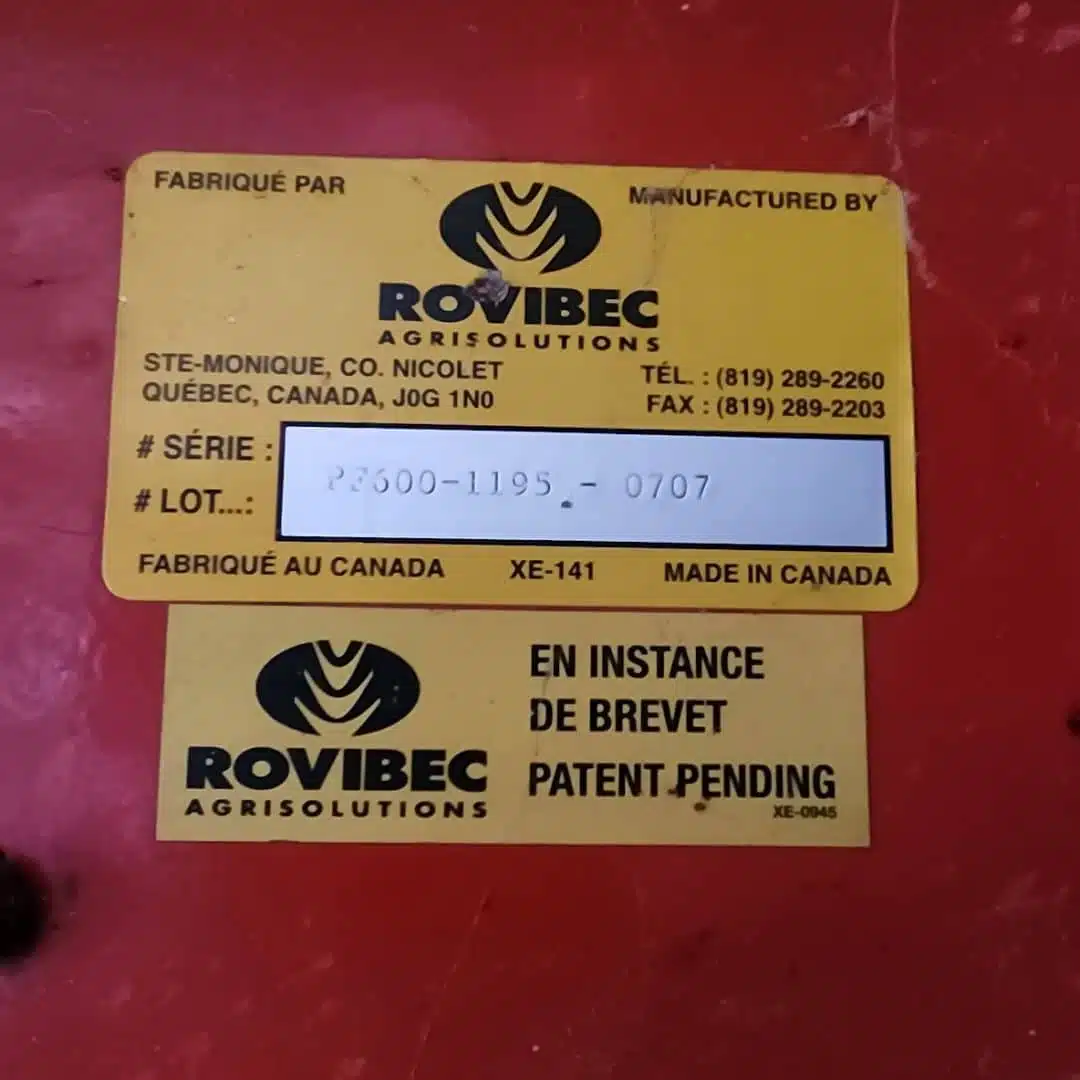 FABRIQUÉ PAR
MANUFACTURED BY
ROVIBEC
AGRISOLUTIONS
STE-MONIQUE, CO. NICOLET
QUÉBEC, CANADA, J0G 1N0
TÉL. : (819) 289-2260
FAX : (819) 289-2203
# SÉRIE :
# LOT...:
PF600-1195 - 0707
FABRIQUÉ AU CANADA
XE-141
MADE IN CANADA
ROVIBEC
AGRISOLUTIONS
EN INSTANCE
DE BREVET
PATENT PENDING
XE-0945